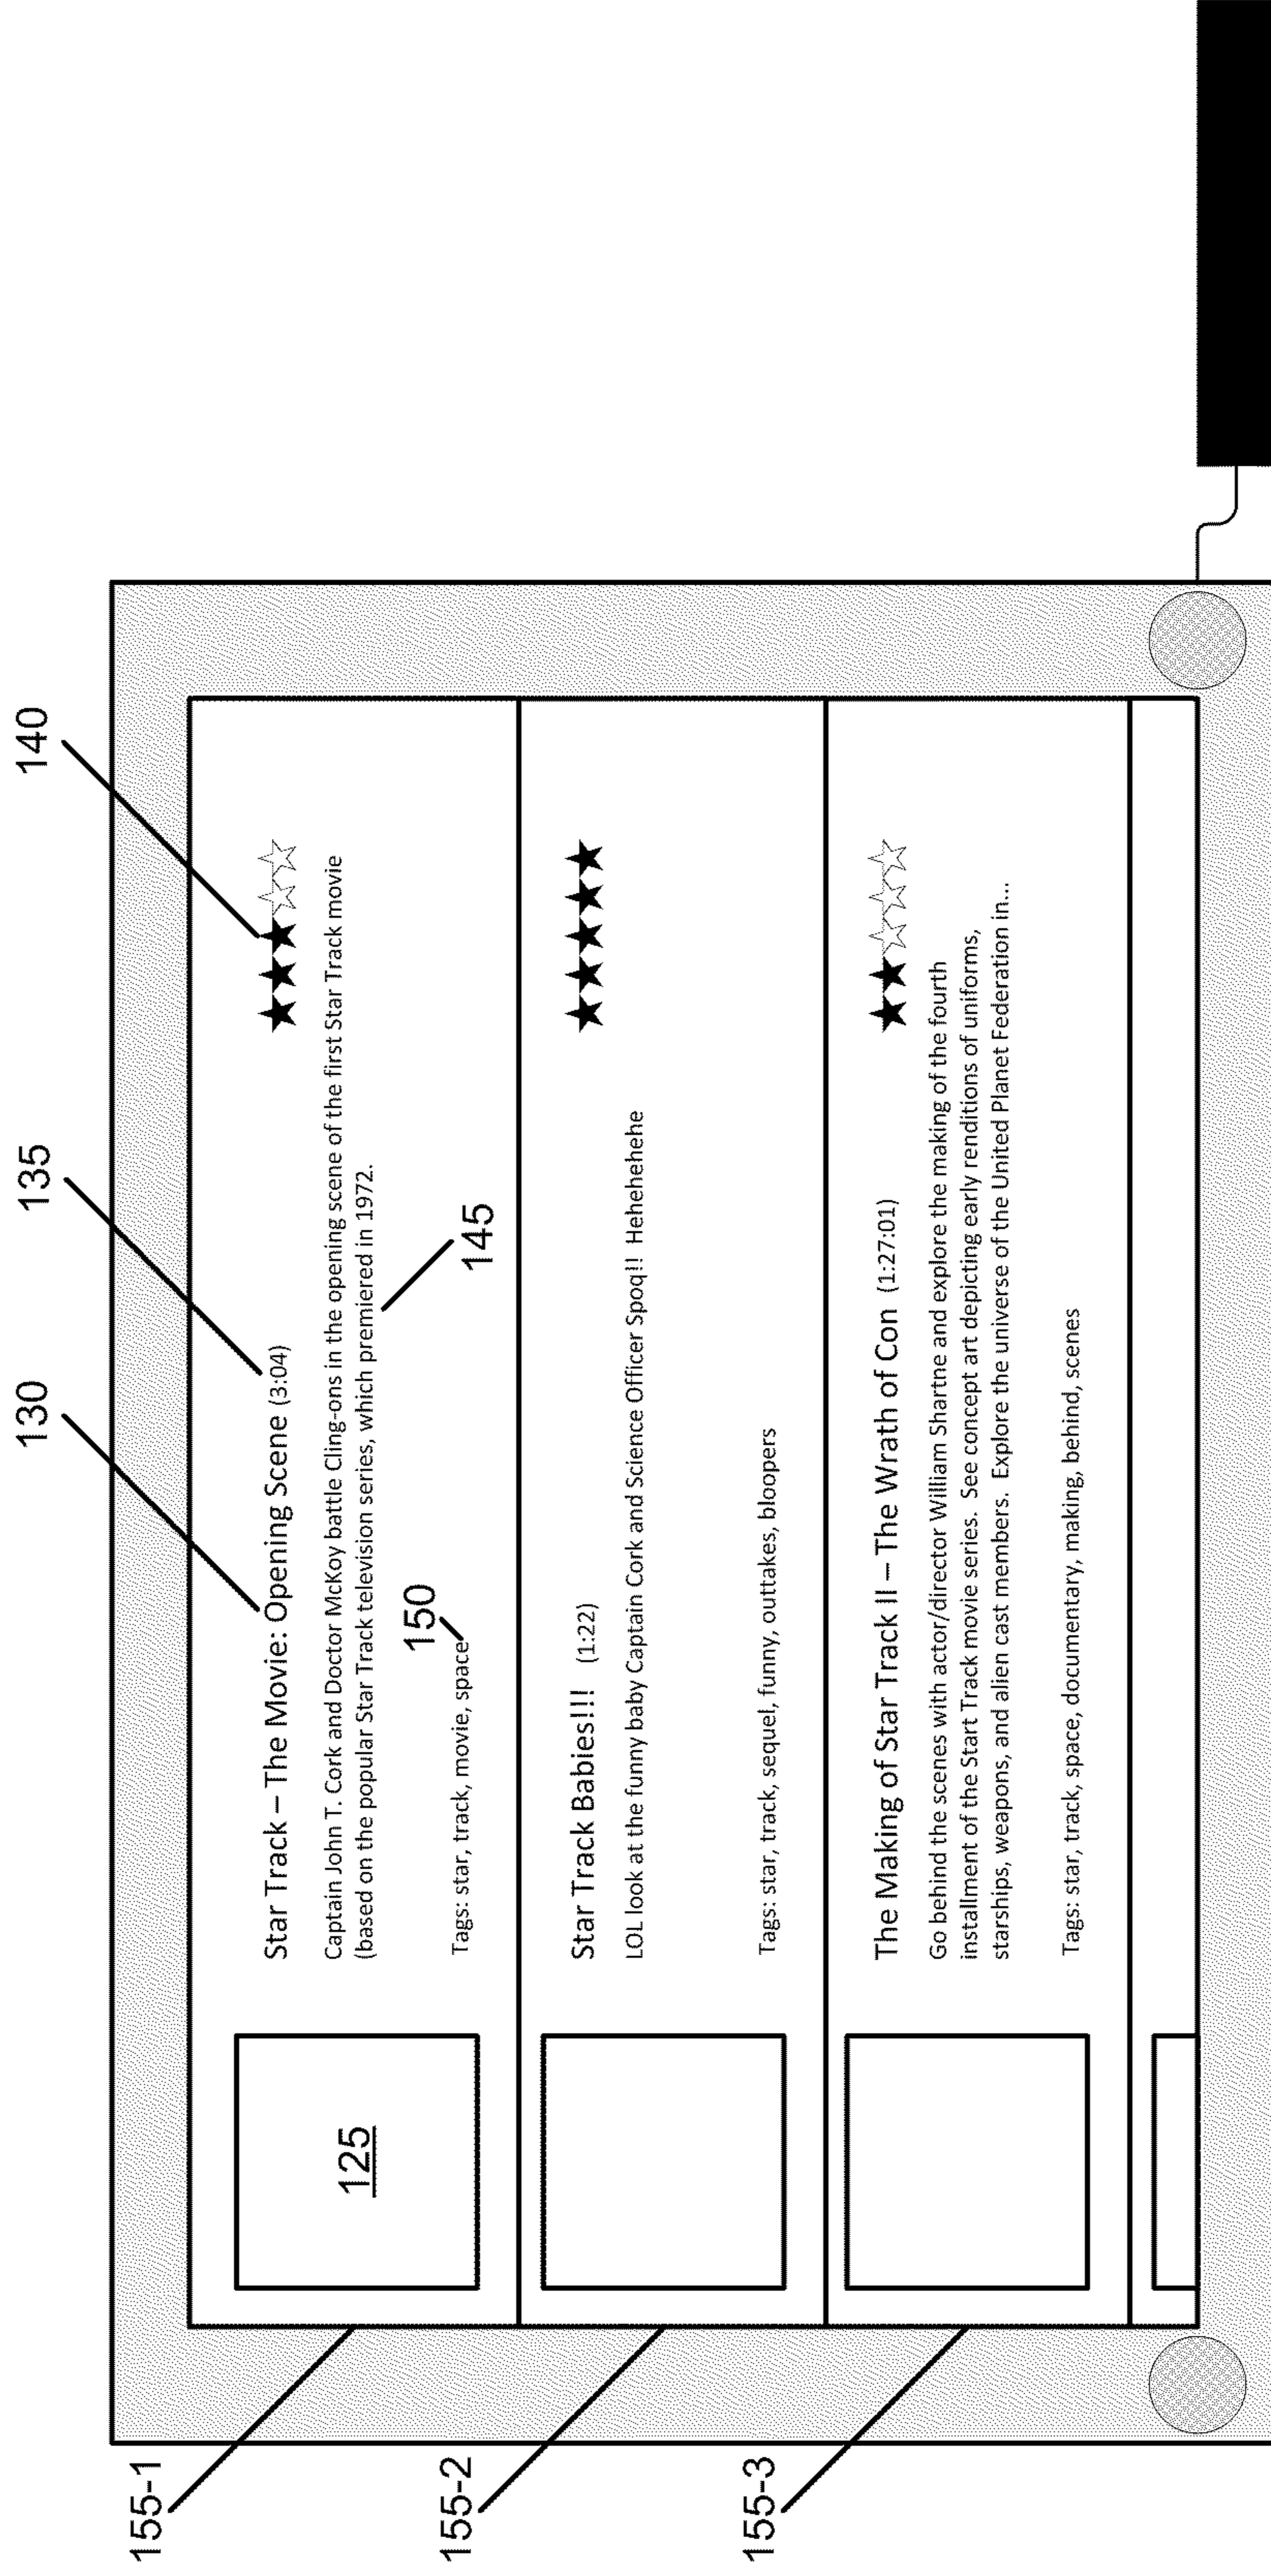 130
135
140
155-1
Star Track – The Movie: Opening Scene (3:04)
Captain John T. Cork and Doctor McKoy battle Cling-ons in the opening scene of the first Star Track movie
(based on the popular Star Track television series, which premiered in 1972.
125
150
145
Tags: star, track, movie, space
155-2
Star Track Babies!!! (1:22)
LOL look at the funny baby Captain Cork and Science Officer Spoq!! Hehehehehe
Tags: star, track, sequel, funny, outtakes, bloopers
155-3
The Making of Star Track II – The Wrath of Con (1:27:01)
Go behind the scenes with actor/director William Shartne and explore the making of the fourth
installment of the Start Track movie series. See concept art depicting early renditions of uniforms,
starships, weapons, and alien cast members. Explore the universe of the United Planet Federation in...
Tags: star, track, space, documentary, making, behind, scenes